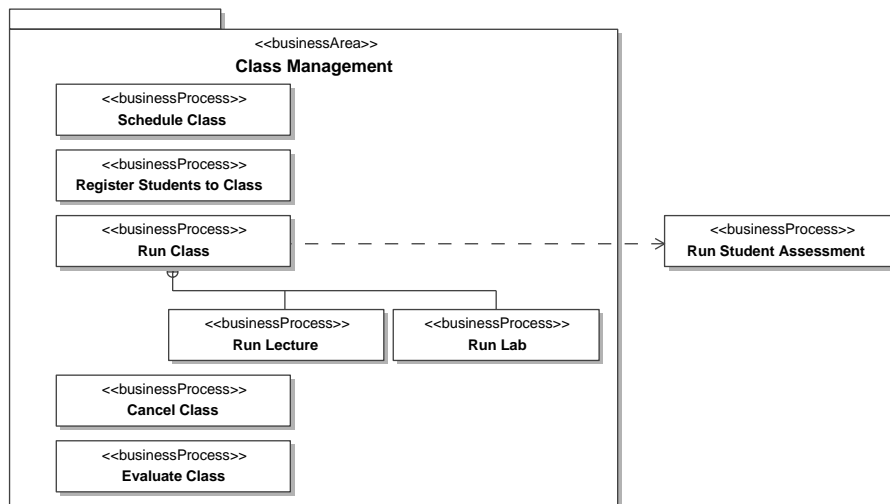 <<businessArea>>
Class Management
<<businessProcess>>
Schedule Class
<<businessProcess>>
Register Students to Class
<<businessProcess>>
Run Class
<<businessProcess>>
Run Student Assessment
<<businessProcess>>
Run Lecture
<<businessProcess>>
Run Lab
<<businessProcess>>
Cancel Class
<<businessProcess>>
Evaluate Class